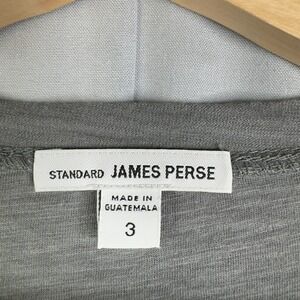 STANDARD JAMES PERSE
MADE IN
GUATEMALA
3